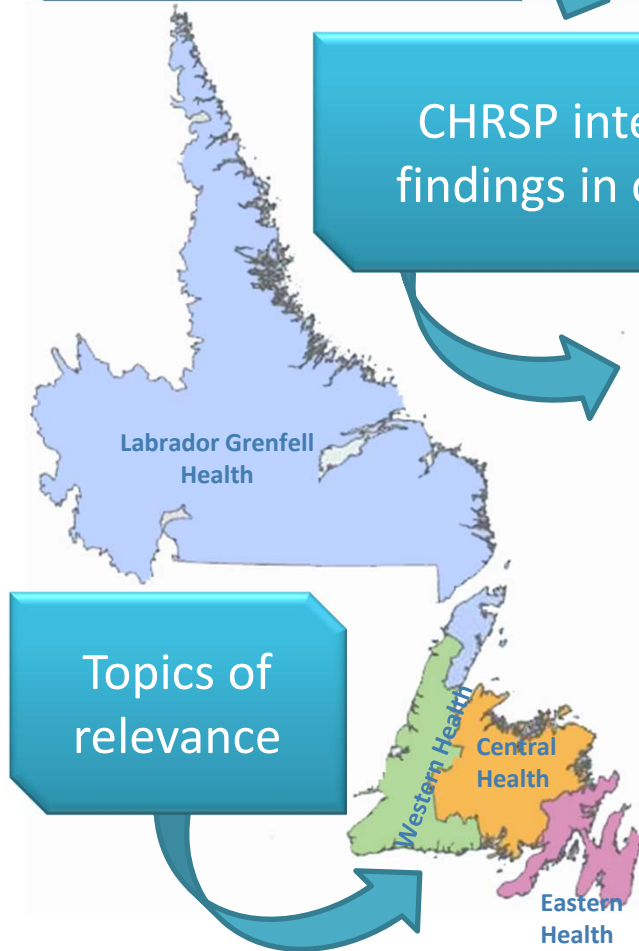 CHRSP inte
findings in
Labrador Grenfell
Health
Topics of
relevance
Western Health
Central
Health
Eastern
Health